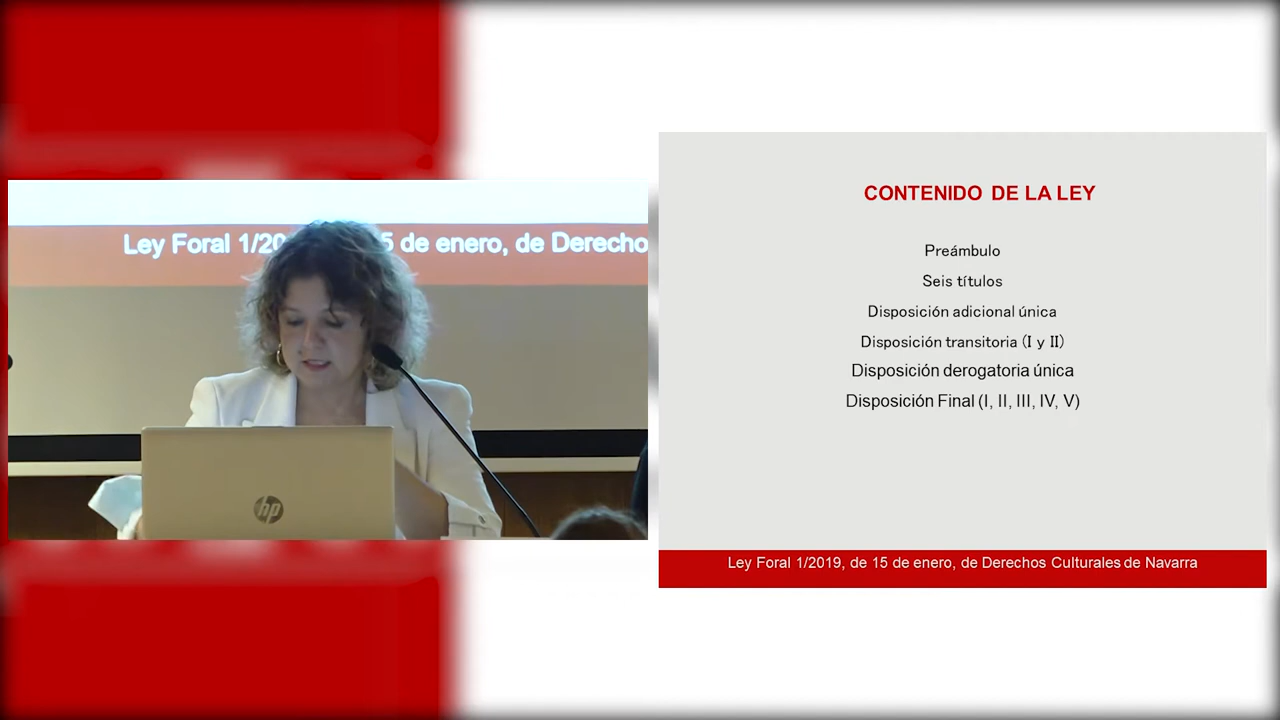 Ley Foral 1/20 5 de enero, de Derecho
hp
CONTENIDO DE LA LEY
Preámbulo
Seis títulos
Disposición adicional única
Disposición transitoria (I y II)
Disposición derogatoria única
Disposición Final (I, II, III, IV, V)
Ley Foral 1/2019, de 15 de enero, de Derechos Culturales de Navarra